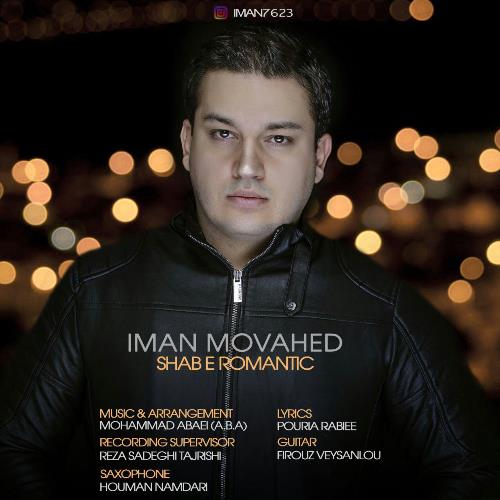 IMAN7623
IMAN MOVAHED
SHAB E ROMANTIC
MUSIC & ARRANGEMENT
MOHAMMAD ABAEI (A.B.A)
RECORDING SUPERVISOR
REZA SADEGHI TAJRISHI
SAXOPHONE
HOUMAN NAMDARI
LYRICS
POURIA RABIEE
GUITAR
FIROUZ VEYSANLOU